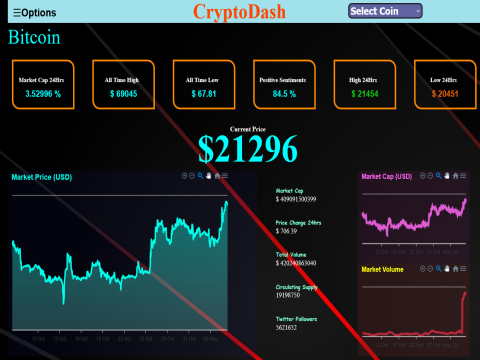 ☰Options
CryptoDash
Select Coin
Bitcoin
Market Cap 24Hrs
3.52996 %
All Time High
$ 69045
All Time Low
$ 67.81
Positive Sentiments
84.5 %
High 24Hrs
$ 21454
Low 24Hrs
$ 20451
Current Price
$21296
Market Price (USD)
Market Cap
$ 409091500399
Price Change 24hrs
$ 706.39
Total Volume
$ 420240863040
Circulating Supply
19198750
Twitter Followers
5621652
Market Cap (USD)
Market Volume